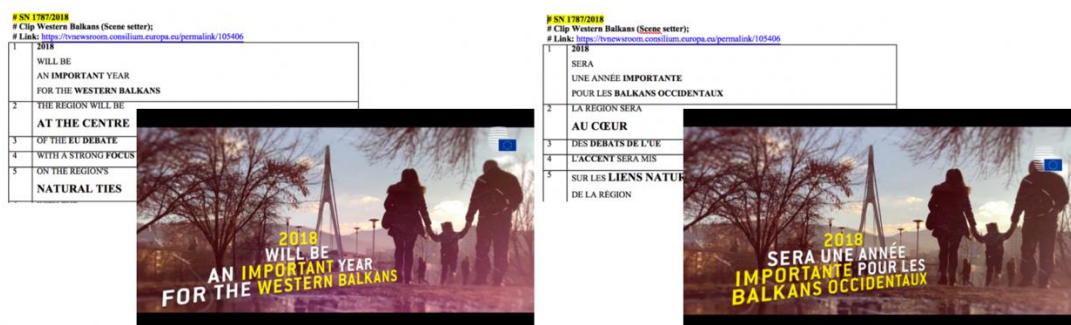 # SN 1787/2018
# Clip Western Balkans (Scene setter);
# Link: https://tvnewsroom.consilium.europa.eu/permalink/105406
1 2018
WILL BE
AN IMPORTANT YEAR
FOR THE WESTERN BALKANS
2 THE REGION WILL BE
AT THE CENTRE
3 OF THE EU DEBATE
4 WITH A STRONG FOCUS
5 ON THE REGION'S
NATURAL TIES
2018
WILL BE
AN IMPORTANT YEAR
FOR THE WESTERN BALKANS
# SN 1787/2018
# Clip Western Balkans (Scene setter);
# Link: https://tvnewsroom.consilium.europa.eu/permalink/105406
1 2018
SERA
UNE ANNÉE IMPORTANTE
POUR LES BALKANS OCCIDENTAUX
2 LA REGION SERA
AU CŒUR
3 DES DEBATS DE L'UE
4 L'ACCENT SERA MIS
5 SUR LES LIENS NATUR
DE LA RÉGION
2018
SERA UNE ANNÉE
IMPORTANTE POUR LES
BALKANS OCCIDENTAUX